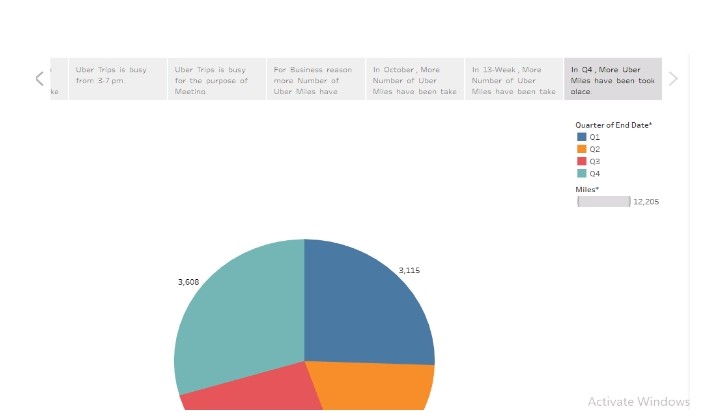 ke
Uber Trips is busy
from 3-7 pm.
Uber Trips is busy
for the purpose of
Meeting.
For Business reason
more Number of
Uber Miles have
In October, More
Number of Uber
Miles have been take
In 13-Week, More
Number of Uber
Miles have been take
In Q4, More Uber
Miles have been took
place.
Quarter of End Date*
Q1
Q2
Q3
Q4
Miles*
12,205
3,608
3,115
Activate Windows